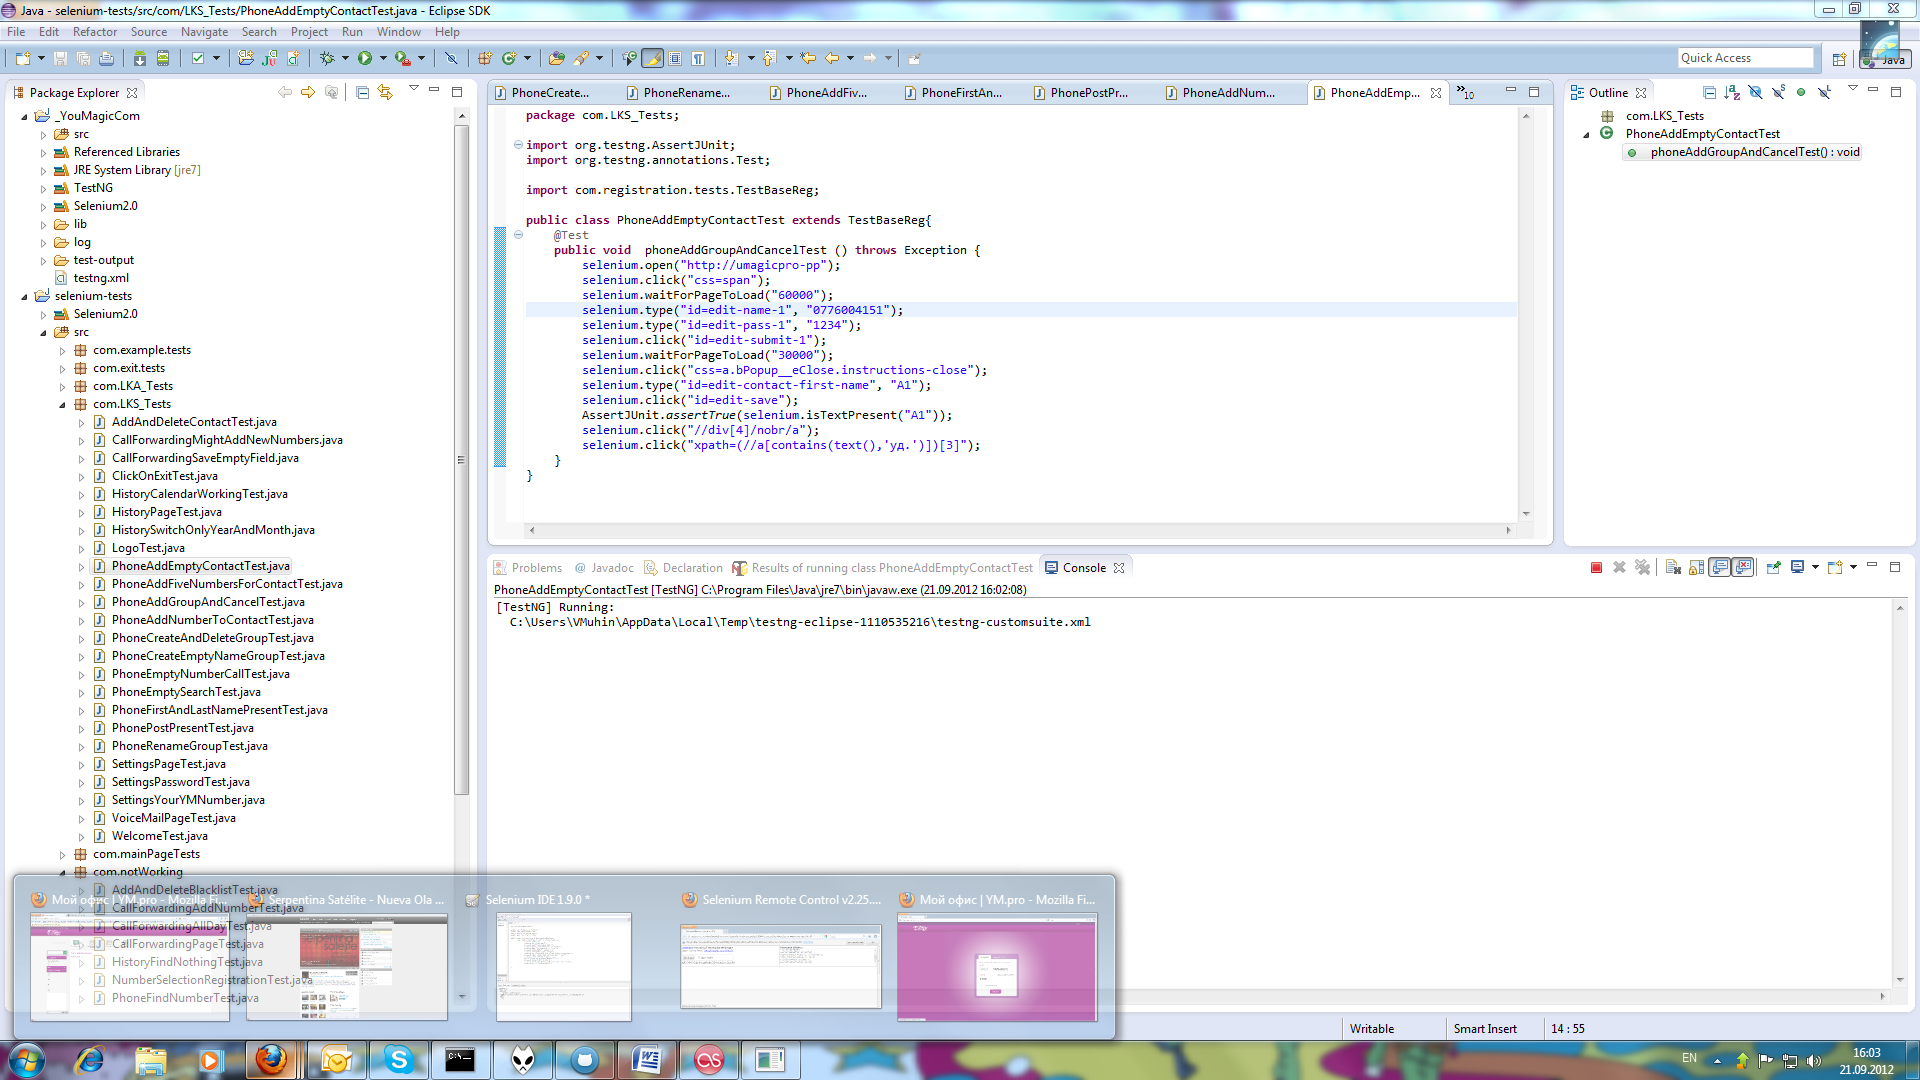 Java - selenium-tests/src/com/LKS_Tests/PhoneAddEmptyContactTest.java - Eclipse SDK
File Edit Refactor Source Navigate Search Project Run Window Help
Quick Access
Java
Package Explorer
_YouMagicCom
src
Referenced Libraries
JRE System Library [jre7]
TestNG
Selenium2.0
lib
log
test-output
testng.xml
selenium-tests
Selenium2.0
src
com.example.tests
com.exit.tests
com.LKA_Tests
com.LKS_Tests
AddAndDeleteContactTest.java
CallForwardingMightAddNewNumbers.java
CallForwardingSaveEmptyField.java
ClickOnExitTest.java
HistoryCalendarWorkingTest.java
HistoryPageTest.java
HistorySwitchOnlyYearAndMonth.java
LogoTest.java
PhoneAddEmptyContactTest.java
PhoneAddFiveNumbersForContactTest.java
PhoneAddGroupAndCancelTest.java
PhoneAddNumberToContactTest.java
PhoneCreateAndDeleteGroupTest.java
PhoneCreateEmptyNameGroupTest.java
PhoneEmptyNumberCallTest.java
PhoneEmptySearchTest.java
PhoneFirstAndLastNamePresentTest.java
PhonePostPresentTest.java
PhoneRenameGroupTest.java
SettingsPageTest.java
SettingsPasswordTest.java
SettingsYourYMNumber.java
VoiceMailPageTest.java
WelcomeTest.java
com.mainPageTests
com.notWorking
AddAndDeleteBlacklistTest.java
CallForwardingAddNumberTest.java
CallForwardingAllDayTest.java
CallForwardingPageTest.java
HistoryFindNothingTest.java
NumberSelectionRegistrationTest.java
PhoneFindNumberTest.java
PhoneCreate... PhoneRename... PhoneAddFiv... PhoneFirstAn... PhonePostPr... PhoneAddNum... PhoneAddEmp... »10
package com.LKS_Tests;
import org.testng.AssertJUnit;
import org.testng.annotations.Test;
import com.registration.tests.TestBaseReg;
public class PhoneAddEmptyContactTest extends TestBaseReg{
@Test
public void  phoneAddGroupAndCancelTest () throws Exception {
selenium.open("http://umagicpro-pp");
selenium.click("css=span");
selenium.waitForPageToLoad("60000");
selenium.type("id=edit-name-1", "0776004151");
selenium.type("id=edit-pass-1", "1234");
selenium.click("id=edit-submit-1");
selenium.waitForPageToLoad("30000");
selenium.click("css=a.bPopup__eClose.instructions-close");
selenium.type("id=edit-contact-first-name", "A1");
selenium.click("id=edit-save");
AssertJUnit.assertTrue(selenium.isTextPresent("A1"));
selenium.click("//div[4]/nobr/a");
selenium.click("xpath=(//a[contains(text(),'уд.')])[3]");
}
}
Outline
com.LKS_Tests
PhoneAddEmptyContactTest
phoneAddGroupAndCancelTest() : void
Problems Javadoc Declaration Results of running class PhoneAddEmptyContactTest Console
PhoneAddEmptyContactTest [TestNG] C:\Program Files\Java\jre7\bin\javaw.exe (21.09.2012 16:02:08)
[TestNG] Running:
C:\Users\VMuhin\AppData\Local\Temp\testng-eclipse-1110535216\testng-customsuite.xml
Мой офис | YM.pro - Mozilla Fi... Serpentina Satélite - Nueva Ola ... Selenium IDE 1.9.0 * Selenium Remote Control v2.25.... Мой офис | YM.pro - Mozilla Fi...
Writable Smart Insert 14 : 55
EN 16:03
21.09.2012